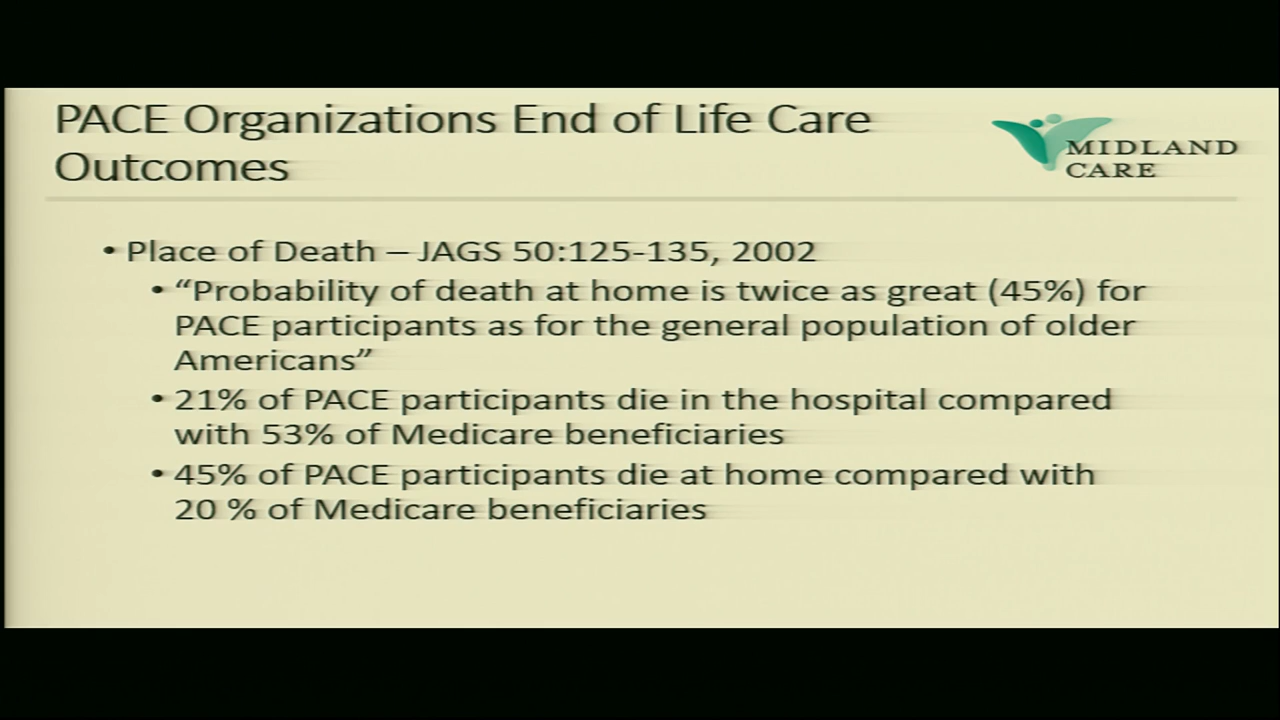 PACE Organizations End of Life Care
Outcomes
MIDLAND
CARE
• Place of Death – JAGS 50:125-135, 2002
• “Probability of death at home is twice as great (45%) for
PACE participants as for the general population of older
Americans”
• 21% of PACE participants die in the hospital compared
with 53% of Medicare beneficiaries
• 45% of PACE participants die at home compared with
20 % of Medicare beneficiaries